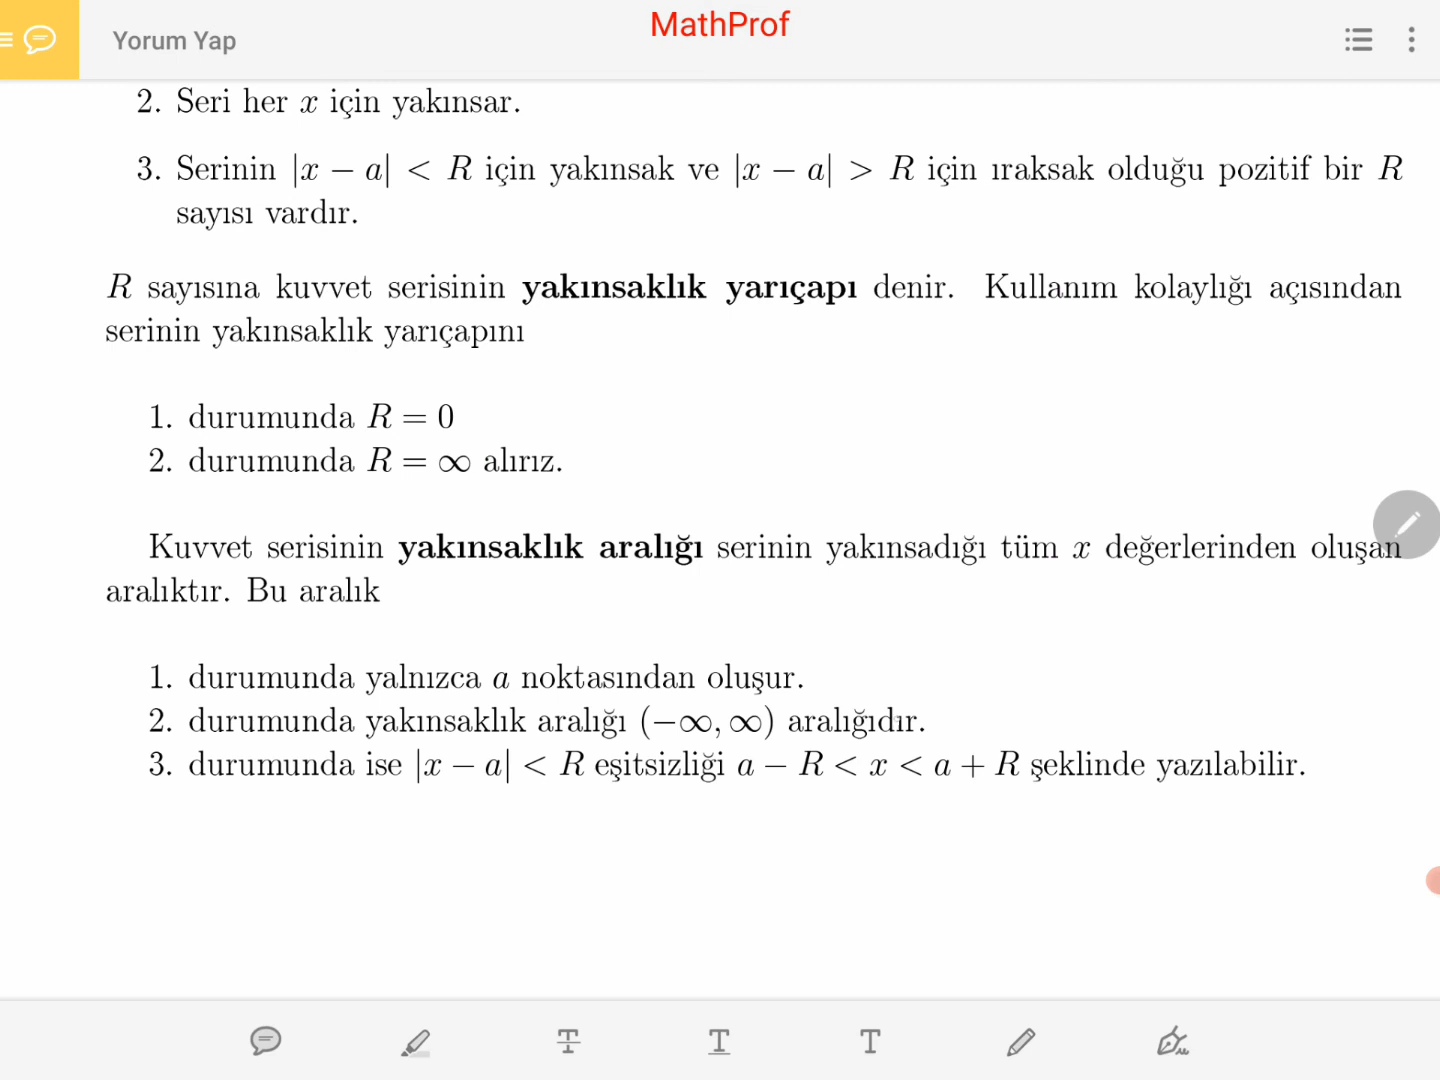 MathProf
Yorum Yap
2. Seri her x için yakınsar.
3. Serinin |x − a| < R için yakınsak ve |x − a| > R için ıraksak olduğu pozitif bir R
sayısı vardır.
R sayısına kuvvet serisinin yakınsaklık yarıçapı denir. Kullanım kolaylığı açısından
serinin yakınsaklık yarıçapını
1. durumunda R = 0
2. durumunda R = ∞ alırız.
Kuvvet serisinin yakınsaklık aralığı serinin yakınsadığı tüm x değerlerinden oluşan
aralıktır. Bu aralık
1. durumunda yalnızca a noktasından oluşur.
2. durumunda yakınsaklık aralığı (−∞, ∞) aralığıdır.
3. durumunda ise |x − a| < R eşitsizliği a − R < x < a + R şeklinde yazılabilir.